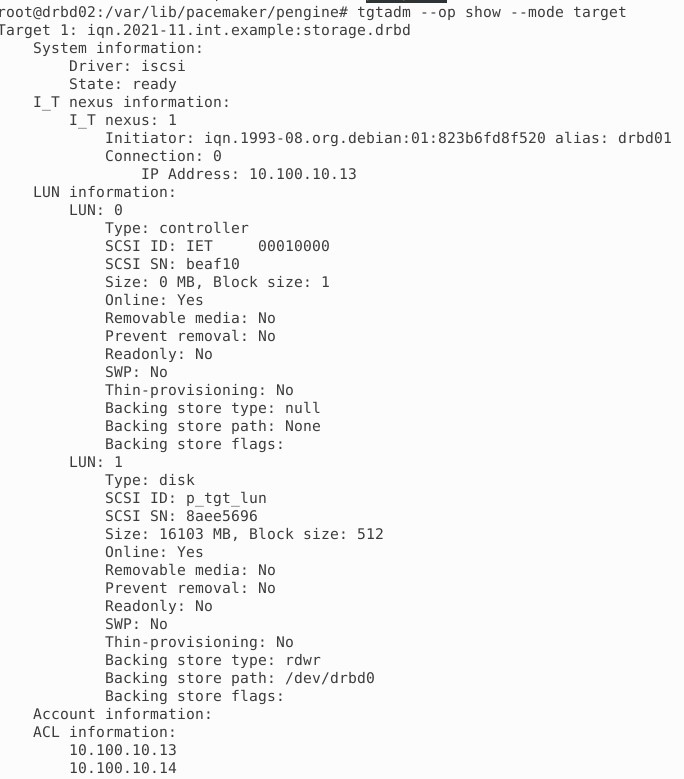 root@drbd02:/var/lib/pacemaker/pengine# tgtadm --op show --mode target
Target 1: iqn.2021-11.int.example:storage.drbd
    System information:
        Driver: iscsi
        State: ready
    I_T nexus information:
        I_T nexus: 1
            Initiator: iqn.1993-08.org.debian:01:823b6fd8f520 alias: drbd01
            Connection: 0
                IP Address: 10.100.10.13
    LUN information:
        LUN: 0
            Type: controller
            SCSI ID: IET     00010000
            SCSI SN: beaf10
            Size: 0 MB, Block size: 1
            Online: Yes
            Removable media: No
            Prevent removal: No
            Readonly: No
            SWP: No
            Thin-provisioning: No
            Backing store type: null
            Backing store path: None
            Backing store flags:
        LUN: 1
            Type: disk
            SCSI ID: p_tgt_lun
            SCSI SN: 8aee5696
            Size: 16103 MB, Block size: 512
            Online: Yes
            Removable media: No
            Prevent removal: No
            Readonly: No
            SWP: No
            Thin-provisioning: No
            Backing store type: rdwr
            Backing store path: /dev/drbd0
            Backing store flags:
    Account information:
    ACL information:
        10.100.10.13
        10.100.10.14